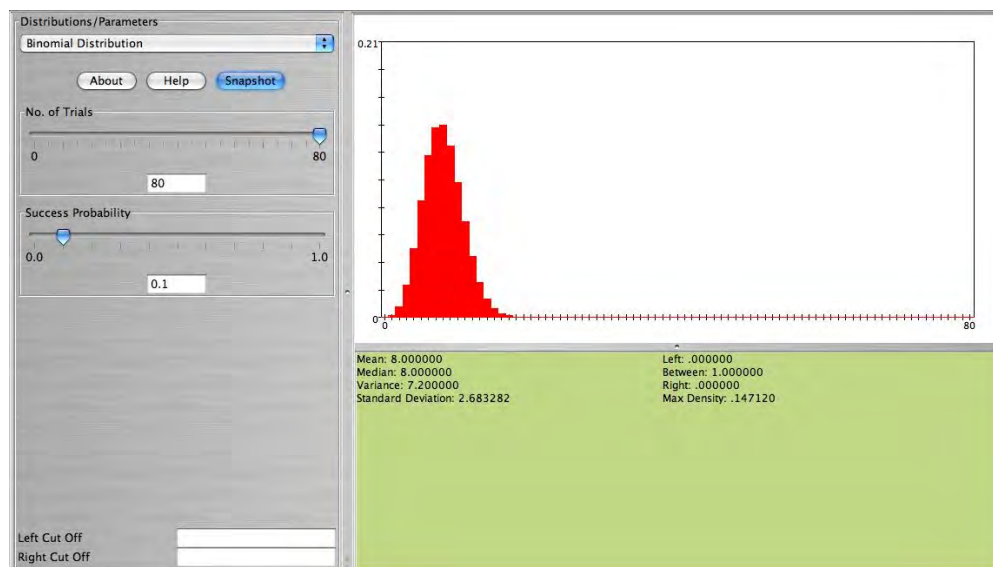 Distributions/Parameters
Binomial Distribution
About Help Snapshot
No. of Trials
0 80
80
Success Probability
0.0 1.0
0.1
Left Cut Off
Right Cut Off
0.21
0
0 80
Mean: 8.000000
Median: 8.000000
Variance: 7.200000
Standard Deviation: 2.683282
Left: .000000
Between: 1.000000
Right: .000000
Max Density: .147120